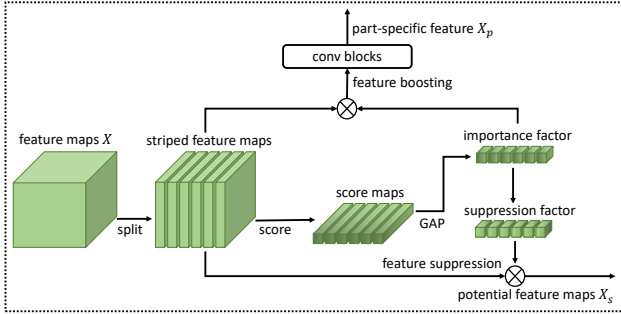 part-specific feature X_p
conv blocks
feature boosting
feature maps X
striped feature maps
importance factor
score maps
split
score
GAP
suppression factor
feature suppression
potential feature maps X_s